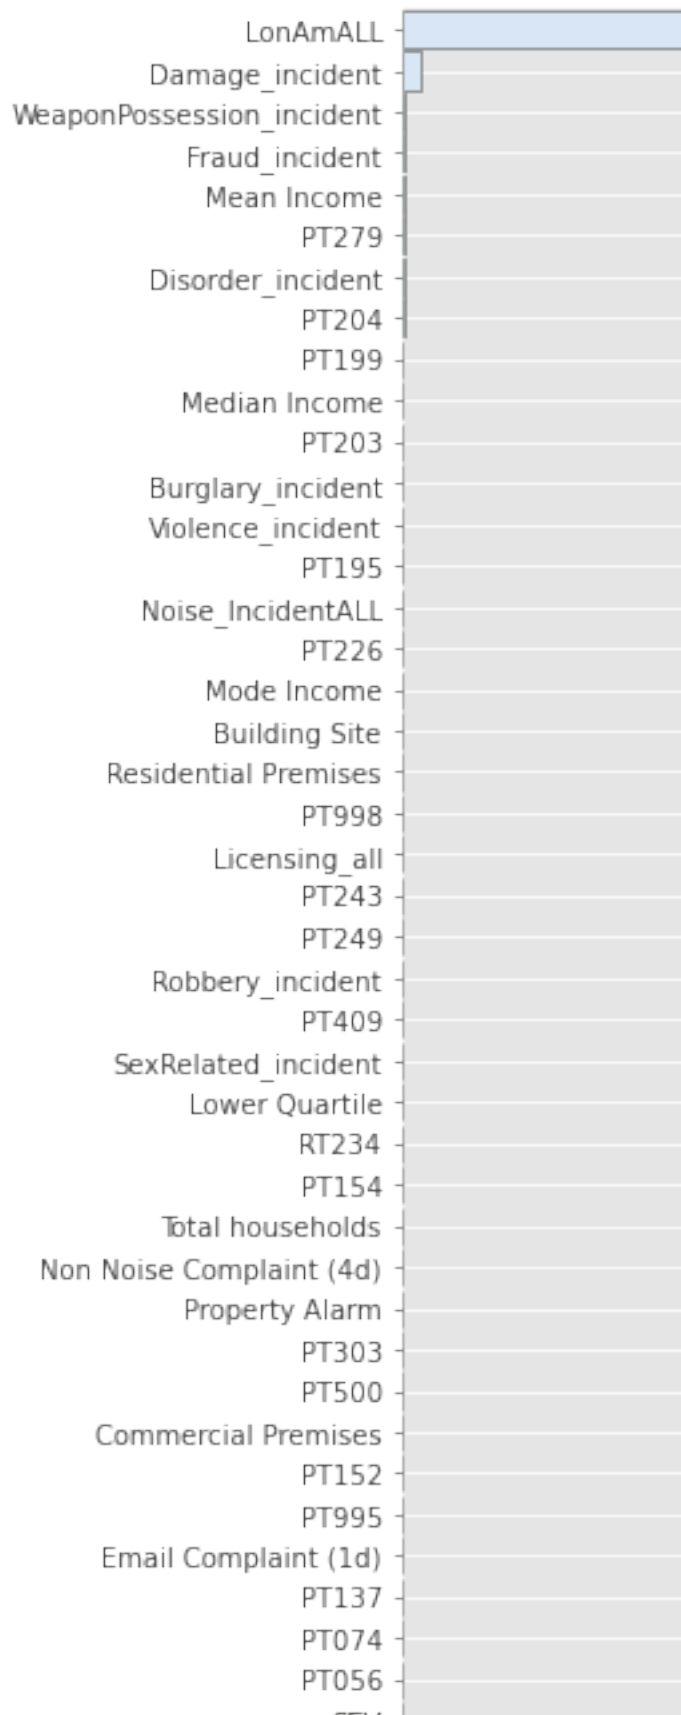 LonAmALL
Damage_incident
WeaponPossession_incident
Fraud_incident
Mean Income
PT279
Disorder_incident
PT204
PT199
Median Income
PT203
Burglary_incident
Violence_incident
PT195
Noise_IncidentALL
PT226
Mode Income
Building Site
Residential Premises
PT998
Licensing_all
PT243
PT249
Robbery_incident
PT409
SexRelated_incident
Lower Quartile
RT234
PT154
Total households
Non Noise Complaint (4d)
Property Alarm
PT303
PT500
Commercial Premises
PT152
PT995
Email Complaint (1d)
PT137
PT074
PT056